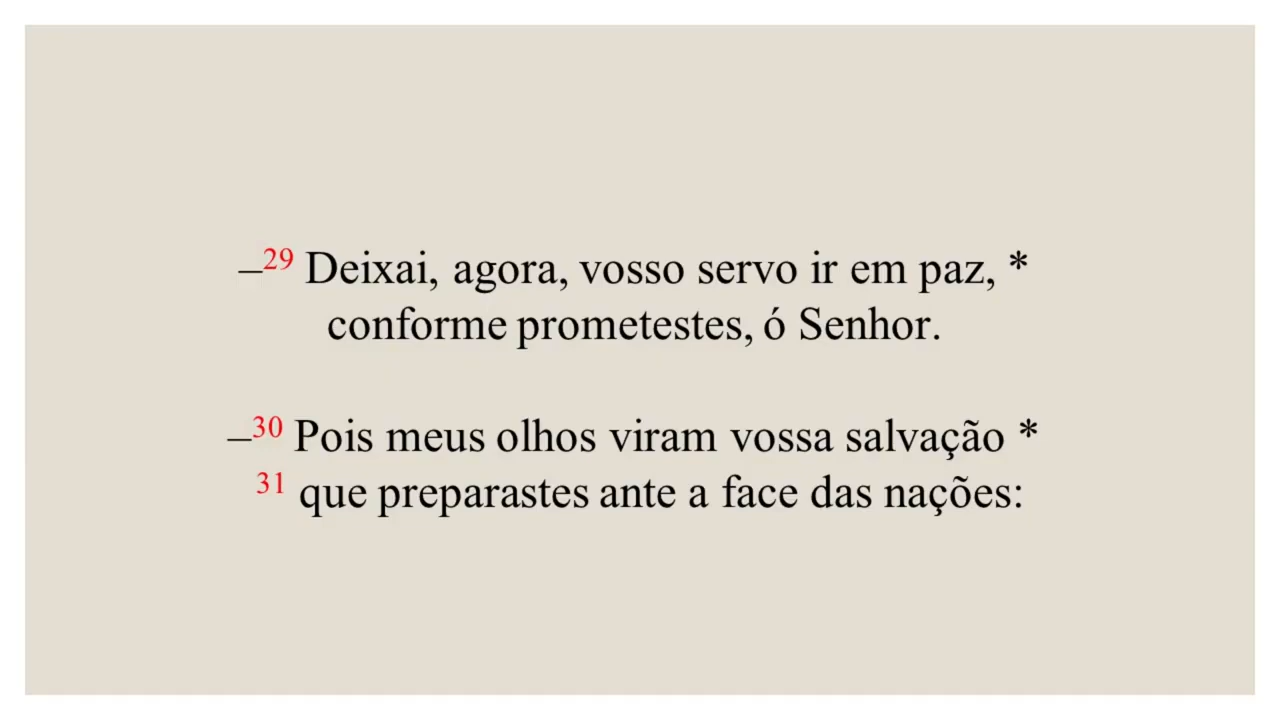 –29 Deixai, agora, vosso servo ir em paz, *
conforme prometestes, ó Senhor.
–30 Pois meus olhos viram vossa salvação *
31 que preparastes ante a face das nações: